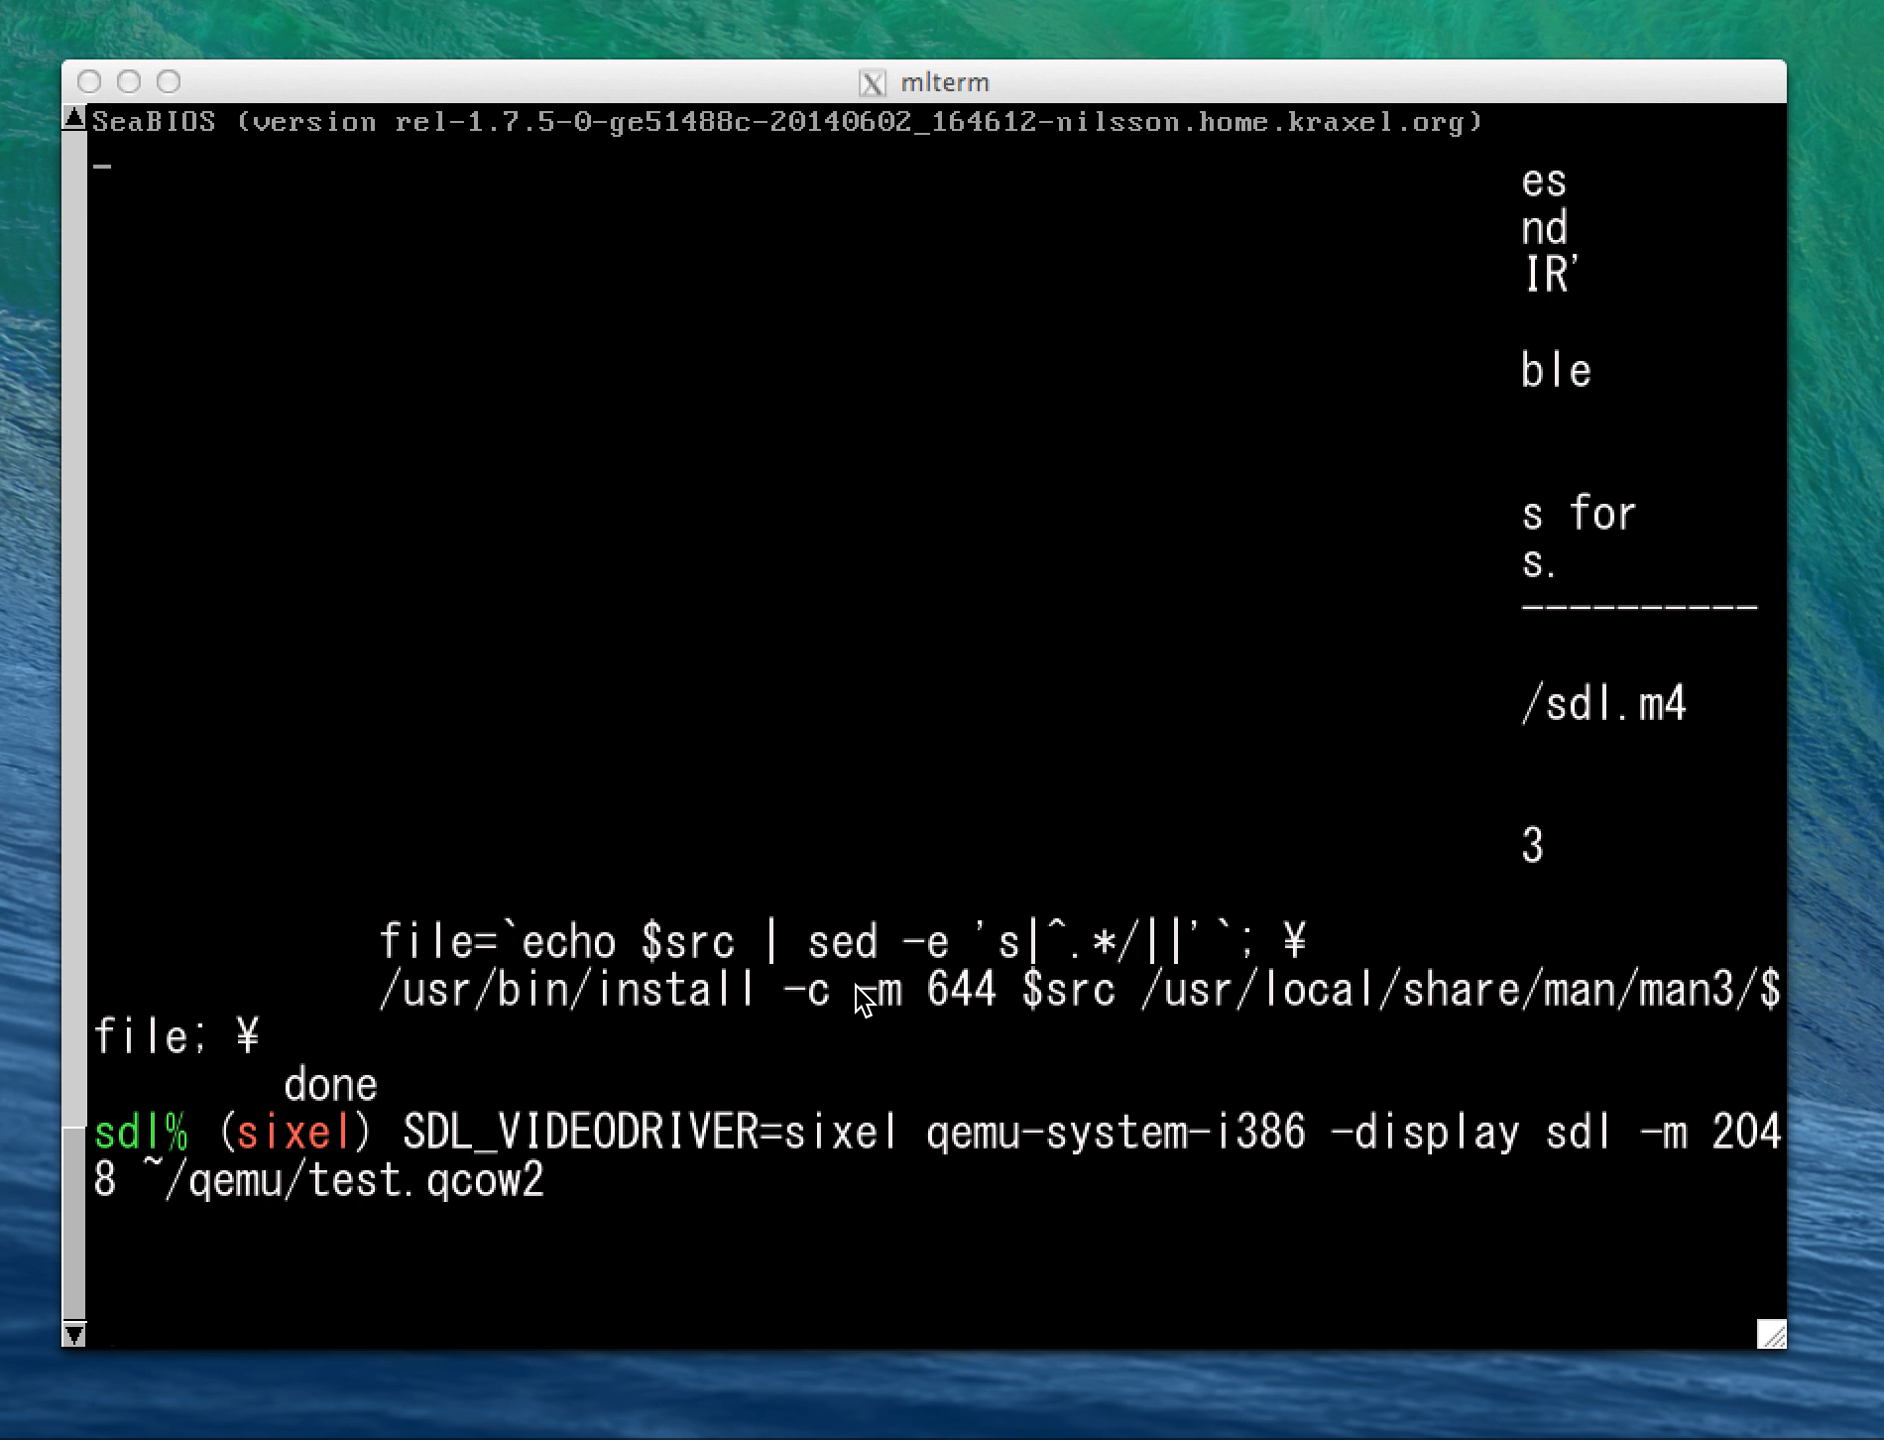 mlterm
SeaBIOS (version rel-1.7.5-0-ge51488c-20140602_164612-nilsson.home.kraxel.org)
_
es
nd
IR'
ble
s for
s.
----------
/sdl.m4
3
file=`echo $src | sed -e 's|^.*/||'`; ¥
/usr/bin/install -c -m 644 $src /usr/local/share/man/man3/$
file; ¥
done
sdl% (sixel) SDL_VIDEODRIVER=sixel qemu-system-i386 -display sdl -m 204
8 ~/qemu/test.qcow2